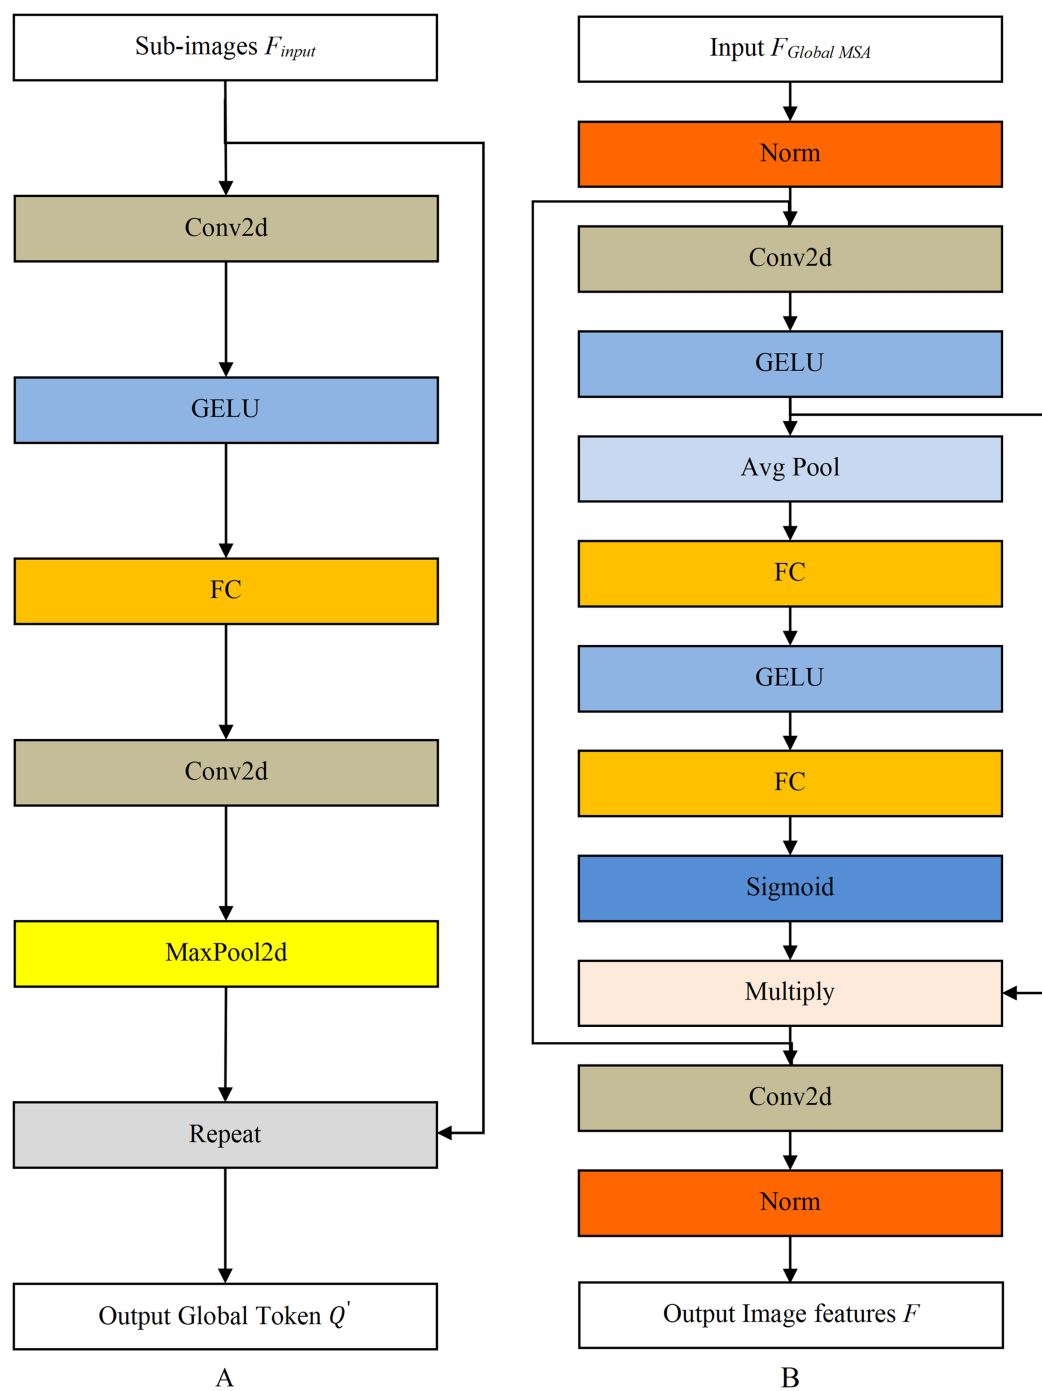 Sub-images F_input
Conv2d
GELU
FC
Conv2d
MaxPool2d
Repeat
Output Global Token Q'
A
Input F_Global MSA
Norm
Conv2d
GELU
Avg Pool
FC
GELU
FC
Sigmoid
Multiply
Conv2d
Norm
Output Image features F
B